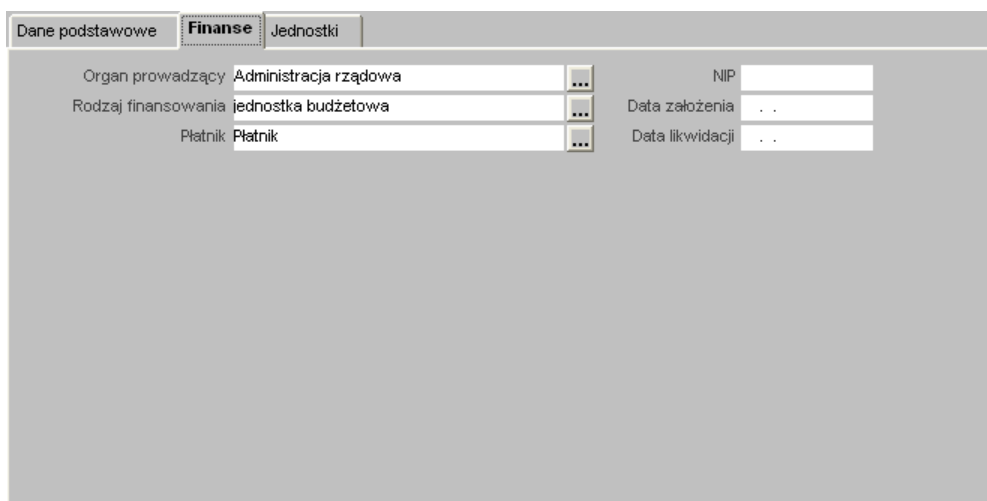 Dane podstawowe Finanse Jednostki
Organ prowadzący Administracja rządowa ... NIP
Rodzaj finansowania jednostka budżetowa ... Data założenia . .
Płatnik Płatnik ... Data likwidacji . .